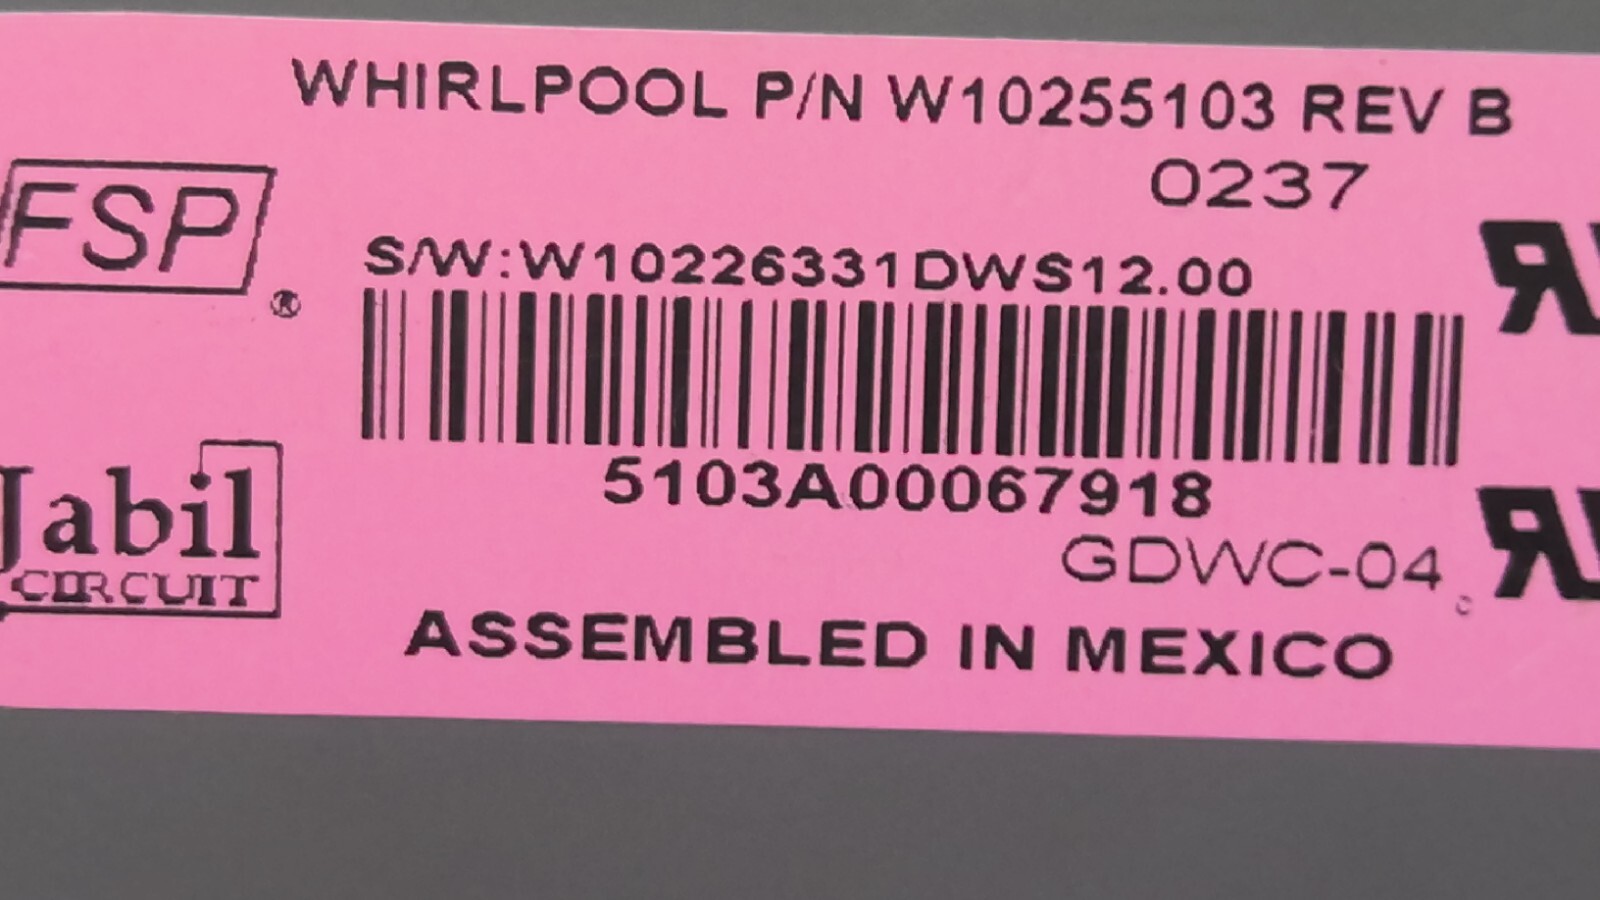 WHIRLPOOL P/N W10255103 REV B
0237
FSP
®
S/W:W10226331DWS12.00
5103A00067918
Jabil
CIRCUIT
GDWC-04
ASSEMBLED IN MEXICO